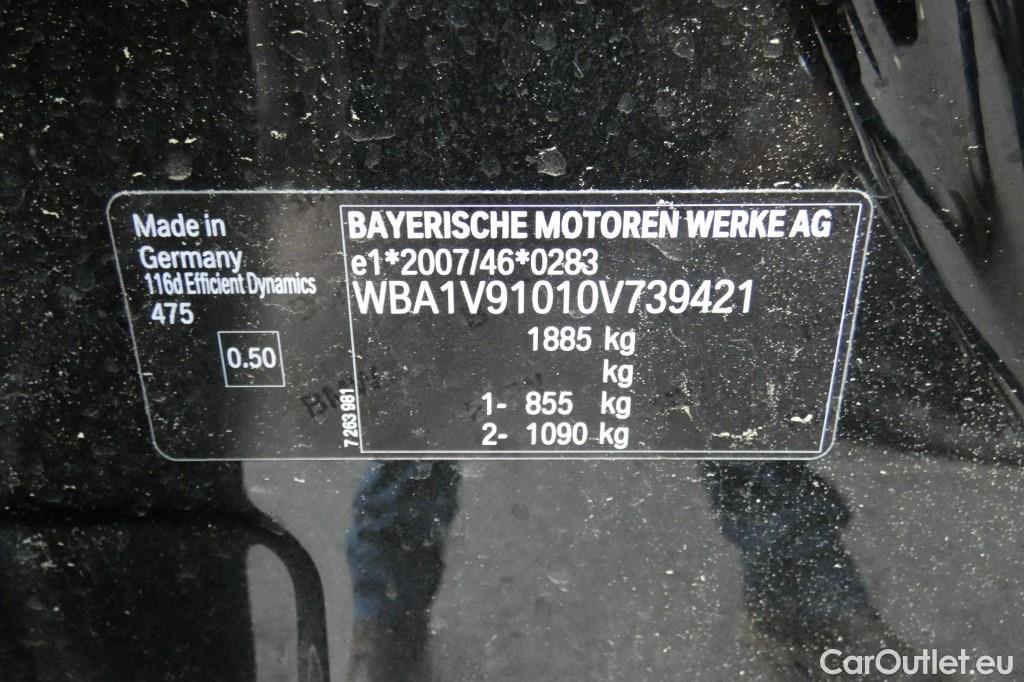 Made in
Germany
116d Efficient Dynamics
475
0.50
7 263 981
BAYERISCHE MOTOREN WERKE AG
e1*2007/46*0283
WBA1V91010V739421
1885 kg
kg
1- 855 kg
2- 1090 kg
BMW
CarOutlet.eu